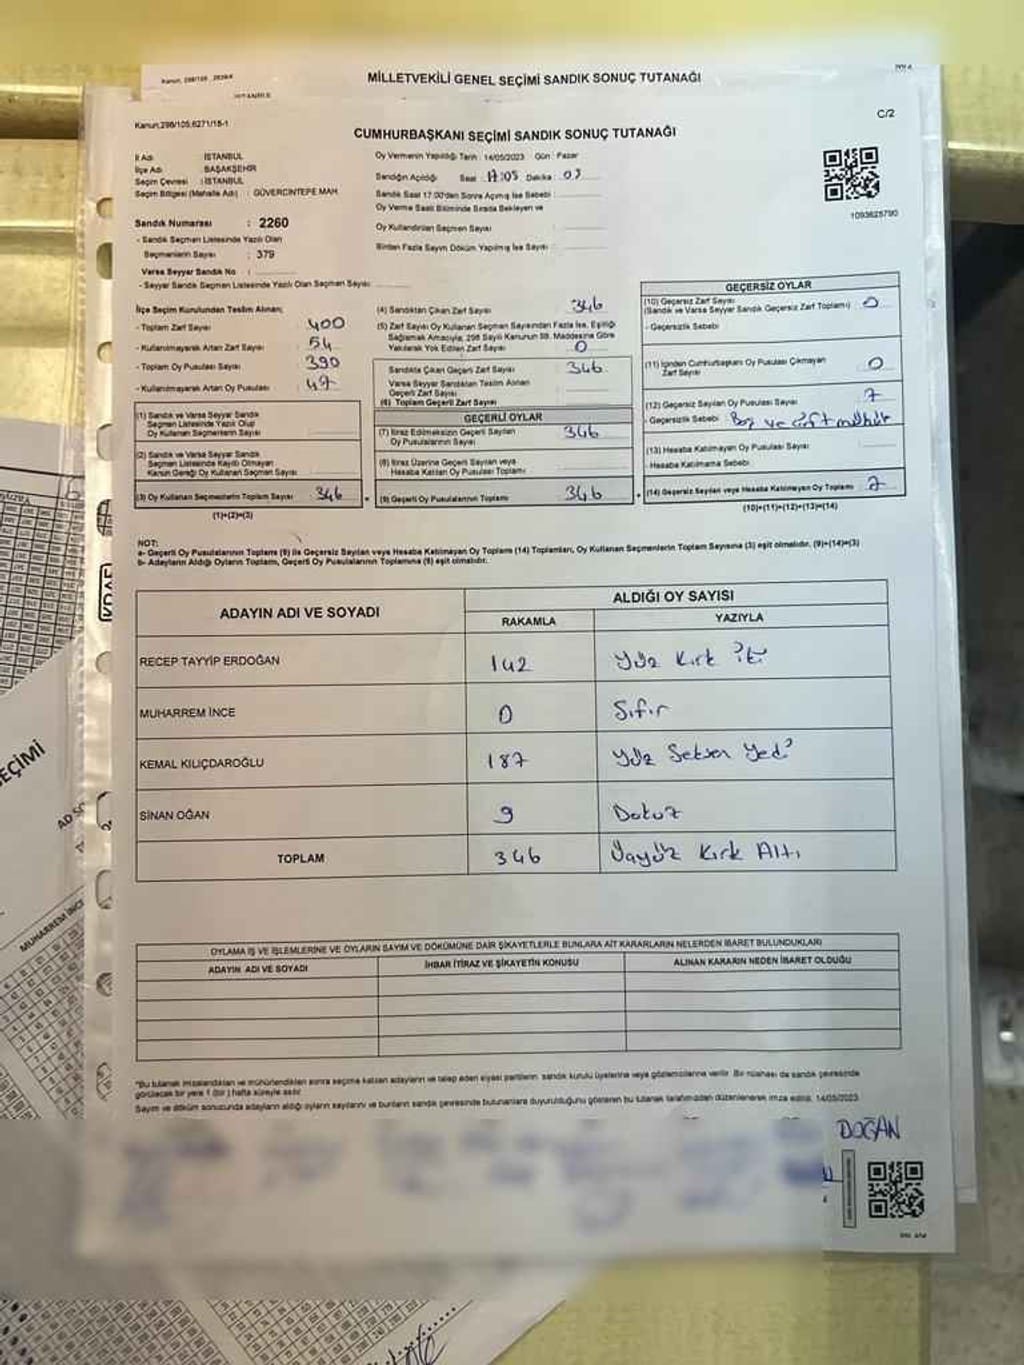 Kanun, 298/105
MİLLETVEKİLİ GENEL SEÇİMİ SANDIK SONUÇ TUTANAĞI
Kanun,298/105,6271/18-1
C/2
CUMHURBAŞKANI SEÇİMİ SANDIK SONUÇ TUTANAĞI
İl Adı : İSTANBUL
İlçe Adı : BAŞAKŞEHİR
Seçim Çevresi : İSTANBUL
Seçim Bölgesi (Mahalle Adı) : GÜVERCİNTEPE MAH.
Oy Vermenin Yapıldığı Tarih : 14/05/2023 Gün : Pazar
Sandığın Açıldığı Saat : 17:05 Dakika : 05
Sandık Saat 17.00'den Sonra Açılmış İse Sebebi :
Oy Verme Saati Bitiminde Sırada Bekleyen ve
Oy Kullandırılan Seçmen Sayısı :
Birden Fazla Sayım Döküm Yapılmış İse Sayısı :
1093625790
Sandık Numarası : 2260
- Sandık Seçmen Listesinde Yazılı Olan
Seçmenlerin Sayısı : 379
Varsa Seyyar Sandık No :
- Seyyar Sandık Seçmen Listesinde Yazılı Olan Seçmen Sayısı
İlçe Seçim Kurulundan Teslim Alınan;
- Toplam Zarf Sayısı : 400
- Kullanılmayarak Artan Zarf Sayısı : 54
- Toplam Oy Pusulası Sayısı : 390
- Kullanılmayarak Artan Oy Pusulası : 47
(1) Sandık ve Varsa Seyyar Sandık
Seçmen Listesinde Yazılı Olup
Oy Kullanan Seçmenlerin Sayısı :
(2) Sandık ve Varsa Seyyar Sandık
Seçmen Listesinde Kayıtlı Olmayan
Kanun Gereği Oy Kullanan Seçmen Sayısı :
(3) Oy Kullanan Seçmenlerin Toplam Sayısı : 346
(1)+(2)=(3)
(4) Sandıktan Çıkan Zarf Sayısı : 346
(5) Zarf Sayısı Oy Kullanan Seçmen Sayısından Fazla İse, Eşitliği
Sağlamak Amacıyla; 298 Sayılı Kanunun 98. Maddesine Göre
Yakılarak Yok Edilen Zarf Sayısı : 0
Sandıkta Çıkan Geçerli Zarf Sayısı : 346
Varsa Seyyar Sandıktan Teslim Alınan
Geçerli Zarf Sayısı :
(6) Toplam Geçerli Zarf Sayısı :
GEÇERLİ OYLAR
(7) İtiraz Edilmeksizin Geçerli Sayılan
Oy Pusulalarının Sayısı : 346
(8) İtiraz Üzerine Geçerli Sayılan veya
Hesaba Katılan Oy Pusulası Toplamı :
(9) Geçerli Oy Pusulalarının Toplamı : 346
GEÇERSİZ OYLAR
(10) Geçersiz Zarf Sayısı
(Sandık ve Varsa Seyyar Sandık Geçersiz Zarf Toplamı) : 0
- Geçersizlik Sebebi
(11) İçinden Cumhurbaşkanı Oy Pusulası Çıkmayan
Zarf Sayısı : 0
(12) Geçersiz Sayılan Oy Pusulası Sayısı : 7
- Geçersizlik Sebebi : Boş ve çift mühür
(13) Hesaba Katılmayan Oy Pusulası Sayısı :
- Hesaba Katılmama Sebebi
(14) Geçersiz Sayılan veya Hesaba Katılmayan Oy Toplamı : 7
(10)+(11)+(12)+(13)=(14)
NOT:
a- Geçerli Oy Pusulalarının Toplamı (9) ile Geçersiz Sayılan veya Hesaba Katılmayan Oy Toplamı (14) Toplamları, Oy Kullanan Seçmenlerin Toplam Sayısına (3) eşit olmalıdır. (9)+(14)=(3)
b- Adayların Aldığı Oyların Toplamı, Geçerli Oy Pusulalarının Toplamına (9) eşit olmalıdır.
ADAYIN ADI VE SOYADI
ALDIĞI OY SAYISI
RAKAMLA YAZIYLA
RECEP TAYYİP ERDOĞAN 142 Yüz Kırk İki
MUHARREM İNCE 0 Sıfır
KEMAL KILIÇDAROĞLU 187 Yüz Seksen Yedi
SİNAN OĞAN 9 Dokuz
TOPLAM 346 Üçyüz Kırk Altı
OYLAMA İŞ VE İŞLEMLERİNE VE OYLARIN SAYIM VE DÖKÜMÜNE DAİR ŞİKAYETLERLE BUNLARA AİT KARARLARIN NELERDEN İBARET BULUNDUKLARI
ADAYIN ADI VE SOYADI İHBAR İTİRAZ VE ŞİKAYETİN KONUSU ALINAN KARARIN NEDEN İBARET OLDUĞU
"Bu tutanak imzalandıktan ve mühürlendikten sonra seçime katılan adayların ve talep eden siyasi partilerin sandık kurulu üyelerine veya gözlemcilerine verilir. Bir nüshası da sandık çevresinde
görülecek bir yere 1 (bir) hafta süreyle asılır.
Sayım ve döküm sonucunda adayların aldığı oyların sayılarını ve bunların sandık çevresinde bulunanlara duyurulduğunu gösteren bu tutanak tarafımızdan düzenlenerek imza edildi. 14/05/2023
DOĞAN
EÇİMİ
AD SO
MUHARREM İNCE